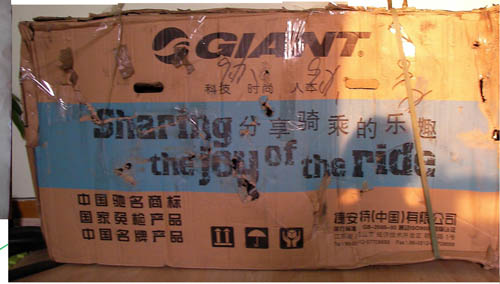 GIANT
科技 时尚 人本
Sharing 分享骑乘的乐趣
the joy of the ride
中国驰名商标
国家免检产品
中国名牌产品
捷安特(中国)有限公司